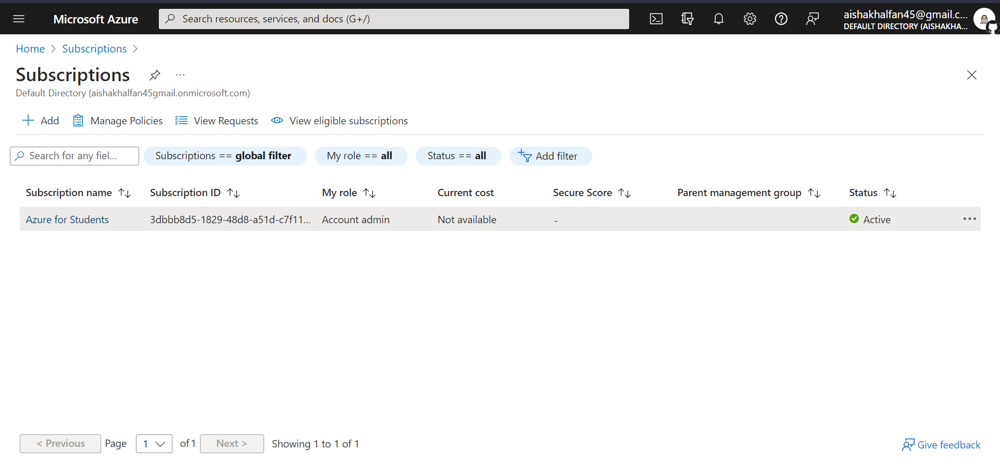 Microsoft Azure
Search resources, services, and docs (G+/)
aishakhalfan45@gmail.c...
DEFAULT DIRECTORY (AISHAKHA...
Home > Subscriptions >
Subscriptions ...
Default Directory (aishakhalfan45gmail.onmicrosoft.com)
Add Manage Policies View Requests View eligible subscriptions
Search for any fiel... Subscriptions == global filter My role == all Status == all Add filter
Subscription name Subscription ID My role Current cost Secure Score Parent management group Status
Azure for Students 3dbbb8d5-1829-48d8-a51d-c7f11... Account admin Not available - Active ...
< Previous Page 1 of 1 Next > Showing 1 to 1 of 1 Give feedback